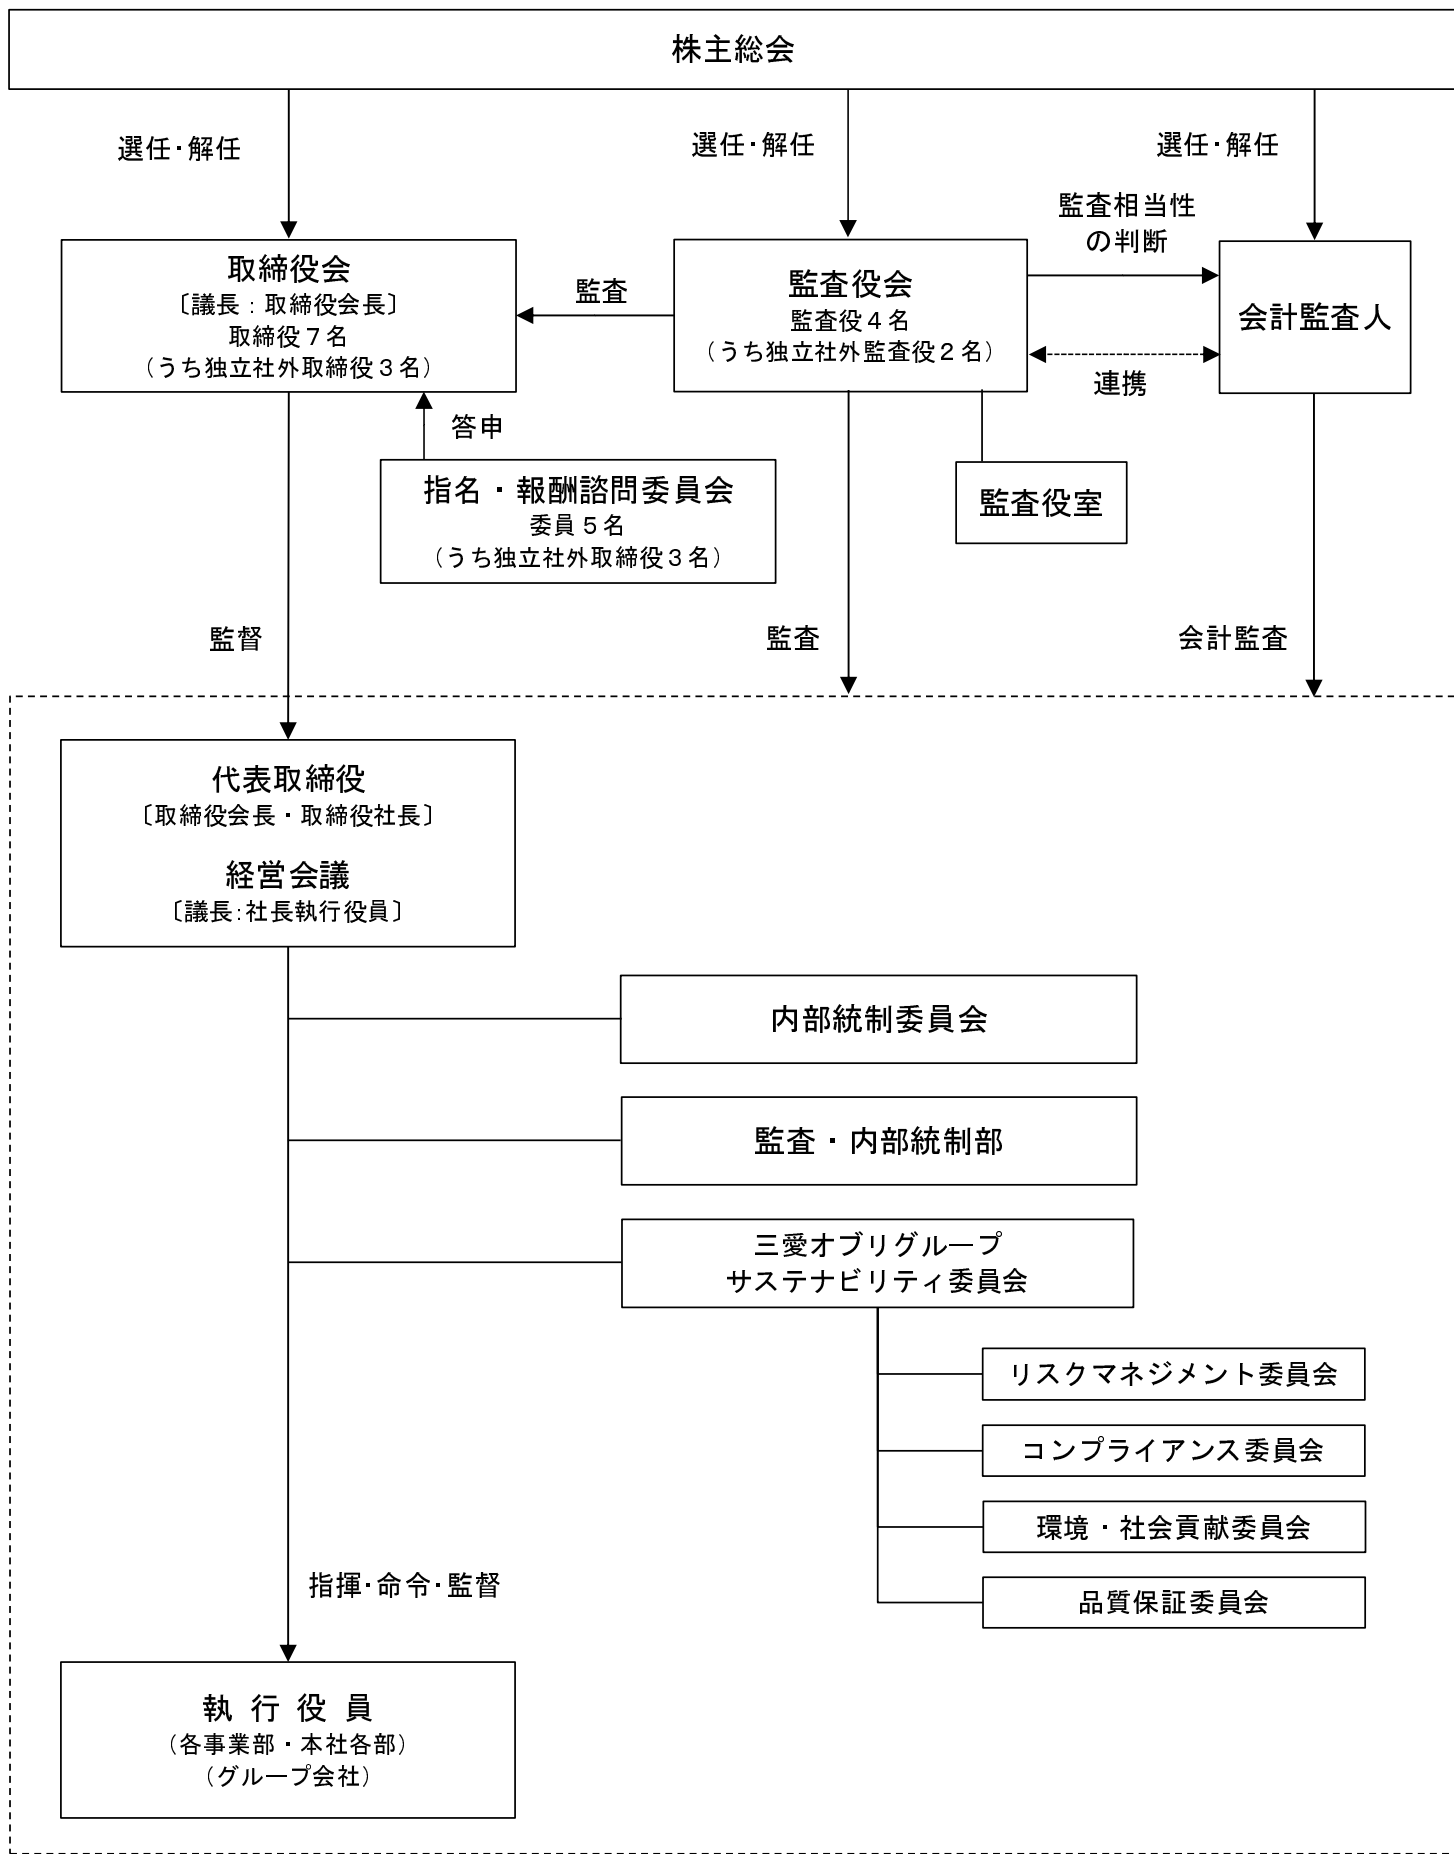 株主総会
選任・解任
選任・解任
選任・解任
監査相当性
の判断
取締役会
〔議長：取締役会長〕
取締役７名
（うち独立社外取締役３名）
監査
監査役会
監査役４名
（うち独立社外監査役２名）
会計監査人
連携
答申
指名・報酬諮問委員会
委員５名
（うち独立社外取締役３名）
監査役室
監督
監査
会計監査
代表取締役
〔取締役会長・取締役社長〕
経営会議
〔議長：社長執行役員〕
内部統制委員会
監査・内部統制部
三愛オブリグループ
サステナビリティ委員会
リスクマネジメント委員会
コンプライアンス委員会
環境・社会貢献委員会
品質保証委員会
指揮・命令・監督
執 行 役 員
（各事業部・本社各部）
（グループ会社）